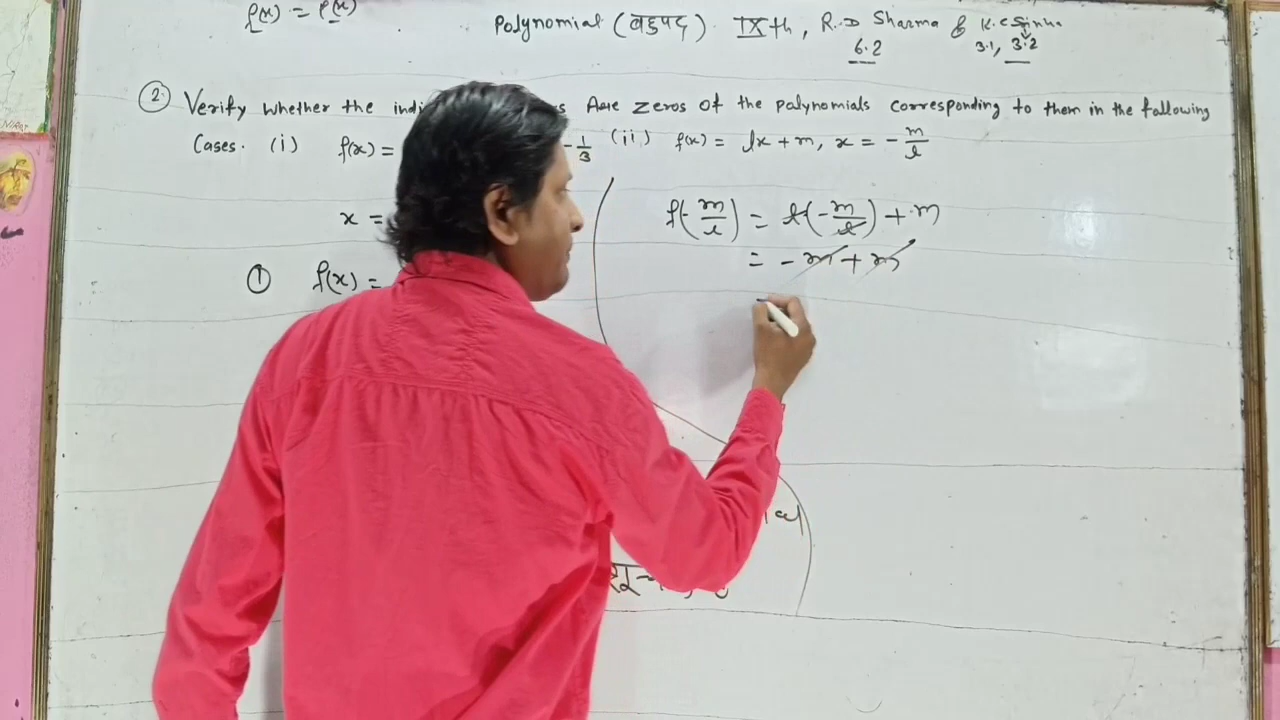 f(x) = P(x)
Polynomial (बहुपद) IXth, R.D Sharma & K.C Sinha
6.2 3.1, 3.2
② Verify whether the indi s Are zeros of the polynomials corresponding to them in the following
Cases. (i) f(x) = -1/3 (ii) f(x) = lx + m, x = -m/l
x = f(-m/l) = l(-m/l) + m
= -m + m
① f(x) =